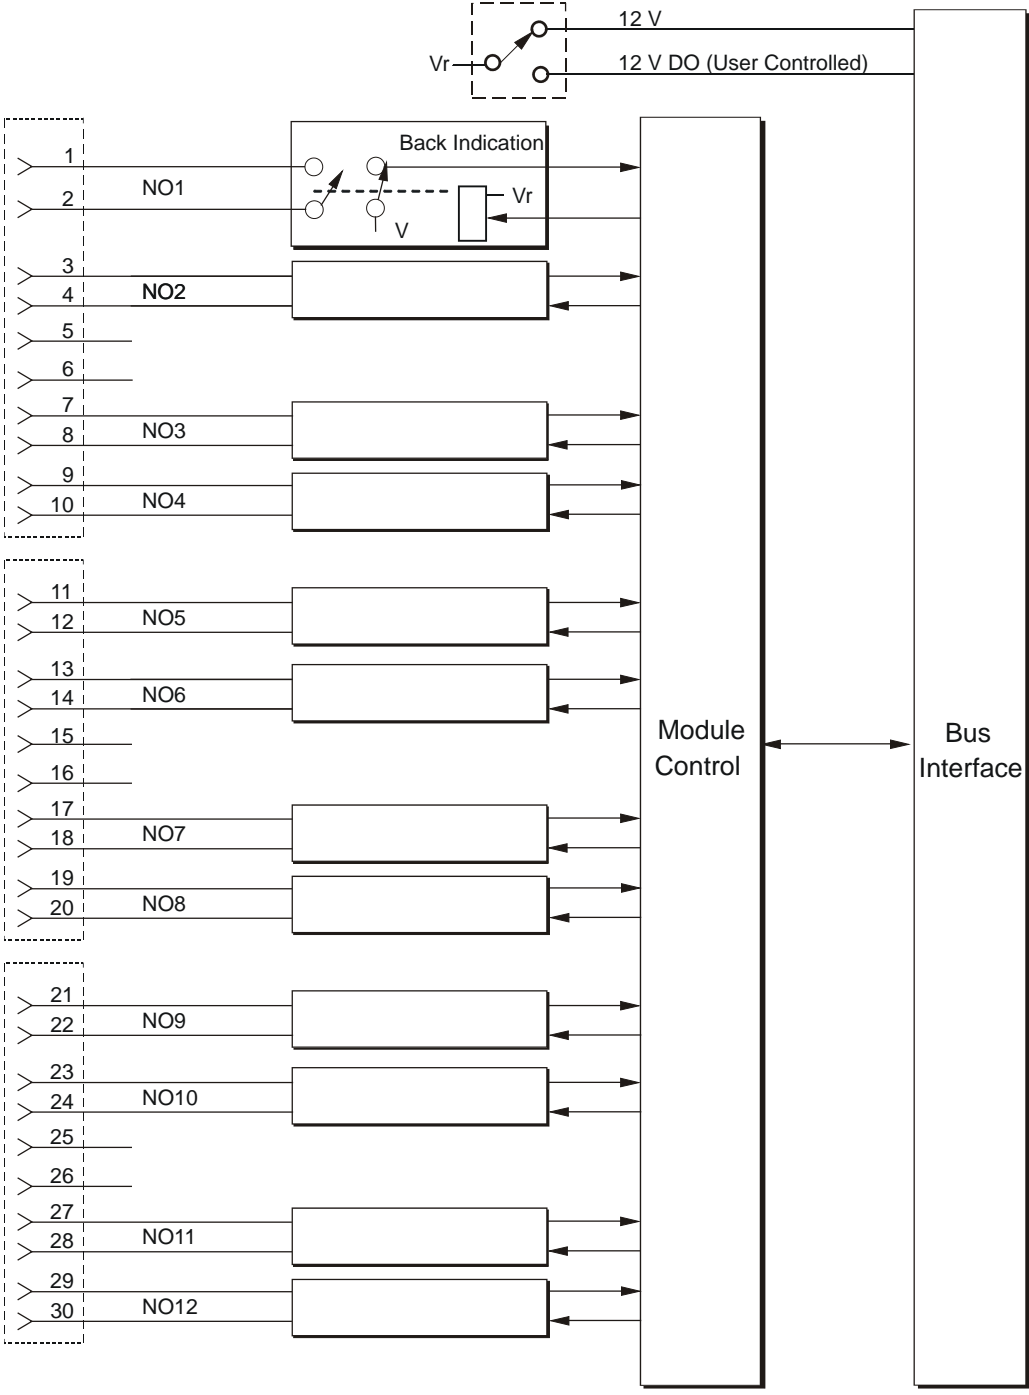 12 V
Vr
12 V DO (User Controlled)
Back Indication
1
NO1
2
Vr
V
3
NO2
4
5
6
7
NO3
8
9
NO4
10
11
NO5
12
13
NO6
14
15
16
17
NO7
18
19
NO8
20
Module
Control
Bus
Interface
21
NO9
22
23
NO10
24
25
26
27
NO11
28
29
NO12
30